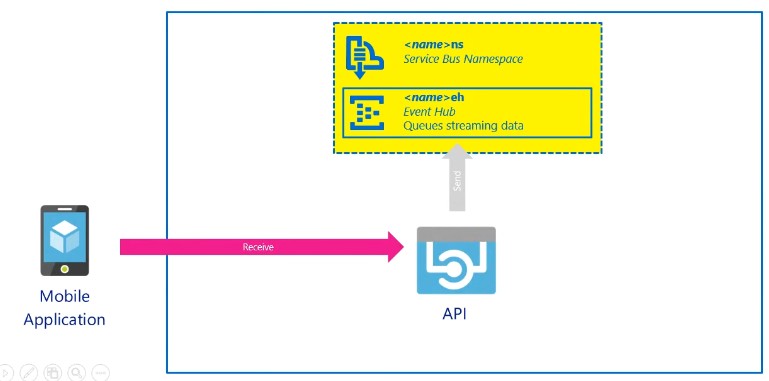 <name>ns
Service Bus Namespace
<name>eh
Event Hub
Queues streaming data
Send
Receive
Mobile
Application
API